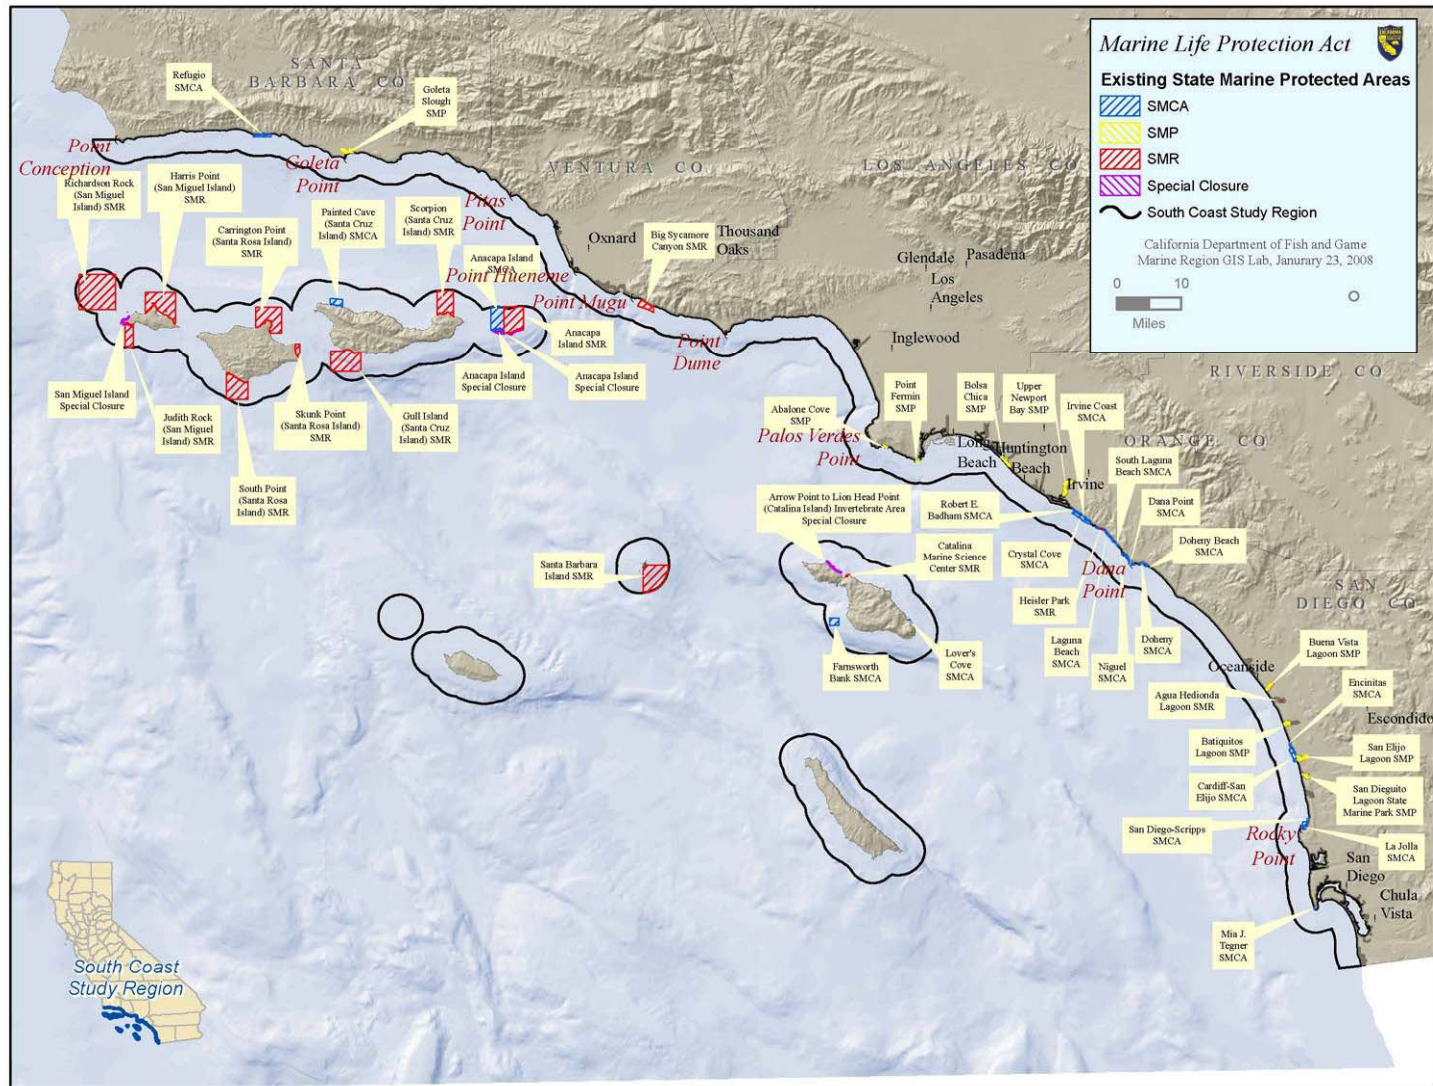 Marine Life Protection Act
Existing State Marine Protected Areas
SMCA
SMP
SMR
Special Closure
South Coast Study Region
California Department of Fish and Game
Marine Region GIS Lab, Janurary 23, 2008
0 10
Miles
SANTA
BARBARA CO
VENTURA CO
LOS ANGELES CO
RIVERSIDE CO
ORANGE CO
SAN
DIEGO CO
Refugio
SMCA
Goleta
Slough
SMP
Point
Conception
Goleta
Point
Pitas
Point
Richardson Rock
(San Miguel
Island) SMR
Harris Point
(San Miguel Island)
SMR
Carrington Point
(Santa Rosa Island)
SMR
Painted Cave
(Santa Cruz
Island) SMCA
Scorpion
(Santa Cruz
Island) SMR
Anacapa Island
SMCA
Point Hueneme
Oxnard
Big Sycamore
Canyon SMR
Thousand
Oaks
Point Mugu
Point
Dume
Glendale
Pasadena
Los
Angeles
Inglewood
Anacapa
Island SMR
Anacapa Island
Special Closure
Anacapa Island
Special Closure
San Miguel Island
Special Closure
Judith Rock
(San Miguel
Island) SMR
Skunk Point
(Santa Rosa Island)
SMR
Gull Island
(Santa Cruz
Island) SMR
South Point
(Santa Rosa
Island) SMR
Abalone Cove
SMP
Point
Fermin
SMP
Bolsa
Chica
SMP
Upper
Newport
Bay SMP
Irvine Coast
SMCA
Palos Verdes
Point
Long
Beach
Huntington
Beach
Irvine
South Laguna
Beach SMCA
Dana Point
SMCA
Doheny Beach
SMCA
Arrow Point to Lion Head Point
(Catalina Island) Invertebrate Area
Special Closure
Robert E.
Badham SMCA
Catalina
Marine Science
Center SMR
Crystal Cove
SMCA
Dana
Point
Heisler Park
SMR
Santa Barbara
Island SMR
Laguna
Beach
SMCA
Niguel
SMCA
Doheny
SMCA
Farnsworth
Bank SMCA
Lover's
Cove
SMCA
Oceanside
Buena Vista
Lagoon SMP
Agua Hedionda
Lagoon SMR
Encinitas
SMCA
Escondido
Batiquitos
Lagoon SMP
San Elijo
Lagoon SMP
Cardiff-San
Elijo SMCA
San Dieguito
Lagoon State
Marine Park SMP
San Diego-Scripps
SMCA
Rocky
Point
La Jolla
SMCA
San
Diego
Chula
Vista
Mia J.
Tegner
SMCA
South Coast
Study Region